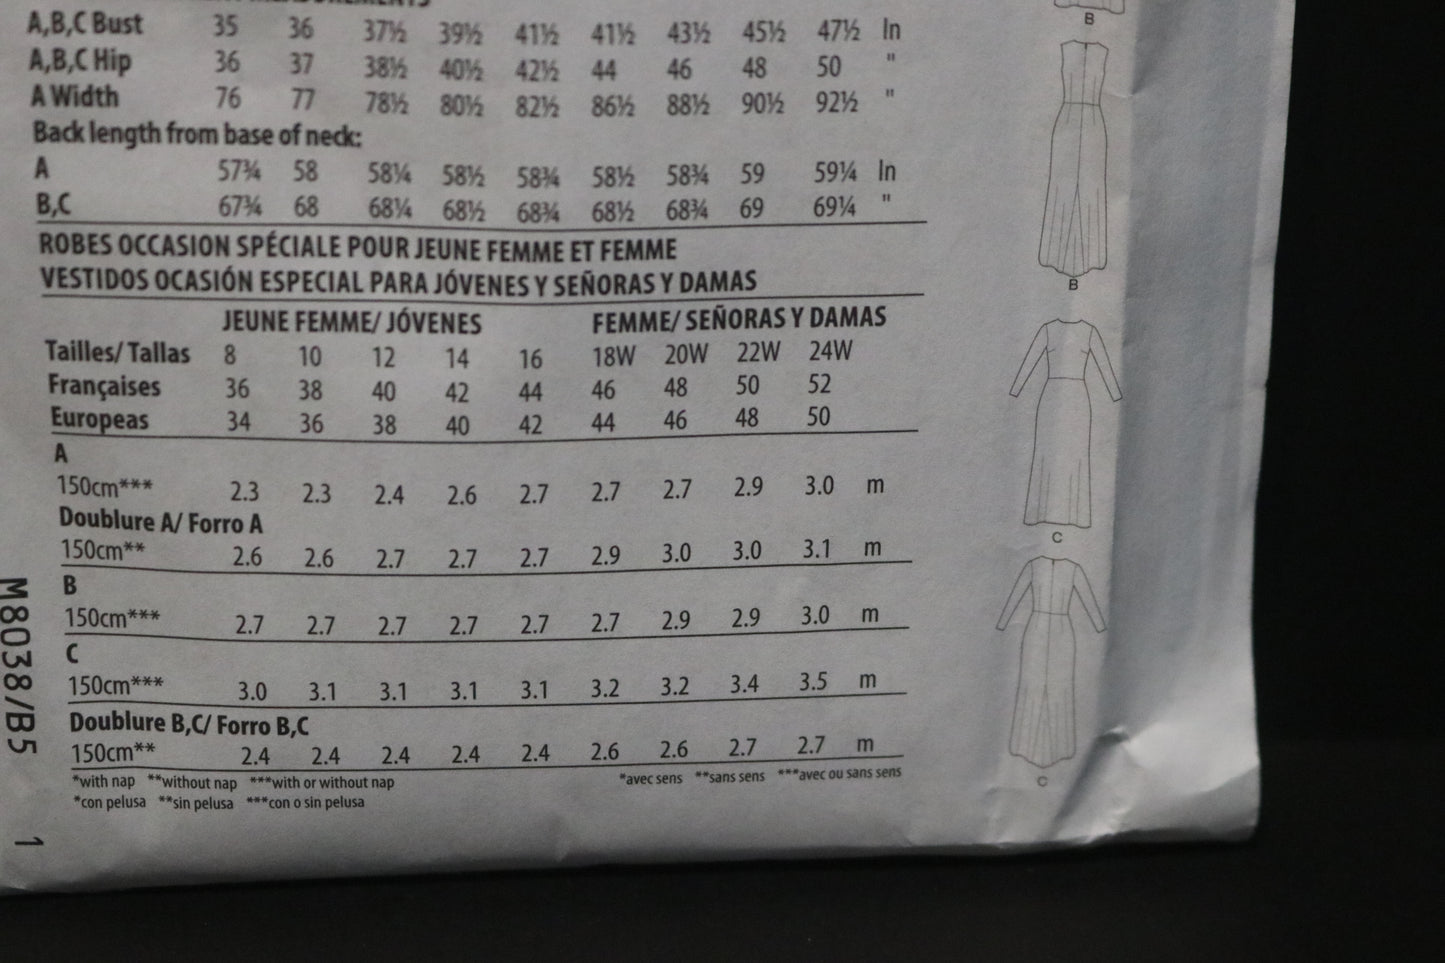 A,B,C Bust 35 36 37½ 39½ 41½ 41½ 43½ 45½ 47½ In
A,B,C Hip 36 37 38½ 40½ 42½ 44 46 48 50 "
A Width 76 77 78½ 80½ 82½ 86½ 88½ 90½ 92½ "
Back length from base of neck:
A 57¾ 58 58¼ 58½ 58¾ 58½ 58¾ 59 59¼ In
B,C 67¾ 68 68¼ 68½ 68¾ 68½ 68¾ 69 69¼ "
ROBES OCCASION SPÉCIALE POUR JEUNE FEMME ET FEMME
VESTIDOS OCASIÓN ESPECIAL PARA JÓVENES Y SEÑORAS Y DAMAS
JEUNE FEMME/ JÓVENES FEMME/ SEÑORAS Y DAMAS
Tailles/ Tallas 8 10 12 14 16 18W 20W 22W 24W
Françaises 36 38 40 42 44 46 48 50 52
Europeas 34 36 38 40 42 44 46 48 50
A
150cm*** 2.3 2.3 2.4 2.6 2.7 2.7 2.7 2.9 3.0 m
Doublure A/ Forro A
150cm** 2.6 2.6 2.7 2.7 2.7 2.9 3.0 3.0 3.1 m
B
150cm*** 2.7 2.7 2.7 2.7 2.7 2.7 2.9 2.9 3.0 m
C
150cm*** 3.0 3.1 3.1 3.1 3.1 3.2 3.2 3.4 3.5 m
Doublure B,C/ Forro B,C
150cm** 2.4 2.4 2.4 2.4 2.4 2.6 2.6 2.7 2.7 m
*with nap **without nap ***with or without nap *avec sens **sans sens ***avec ou sans sens
*con pelusa **sin pelusa ***con o sin pelusa
M8038/B5
1
B
B
C
C